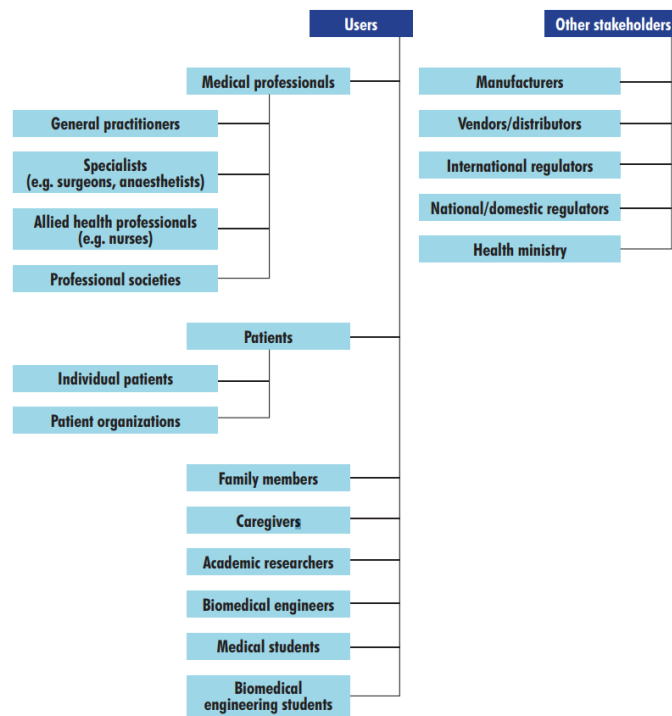 Users
Medical professionals
General practitioners
Specialists
(e.g. surgeons, anaesthetists)
Allied health professionals
(e.g. nurses)
Professional societies
Patients
Individual patients
Patient organizations
Family members
Caregivers
Academic researchers
Biomedical engineers
Medical students
Biomedical
engineering students
Other stakeholders
Manufacturers
Vendors/distributors
International regulators
National/domestic regulators
Health ministry